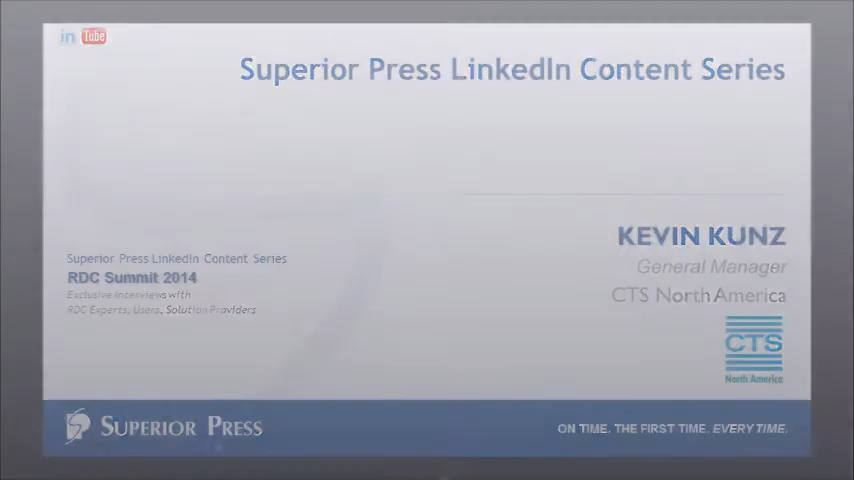 in Tube
Superior Press LinkedIn Content Series
KEVIN KUNZ
General Manager
CTS North America
Superior Press LinkedIn Content Series
RDC Summit 2014
Exclusive Interviews with
RDC Experts, Users, Solution Providers
CTS
North America
SUPERIOR PRESS
ON TIME. THE FIRST TIME. EVERY TIME.